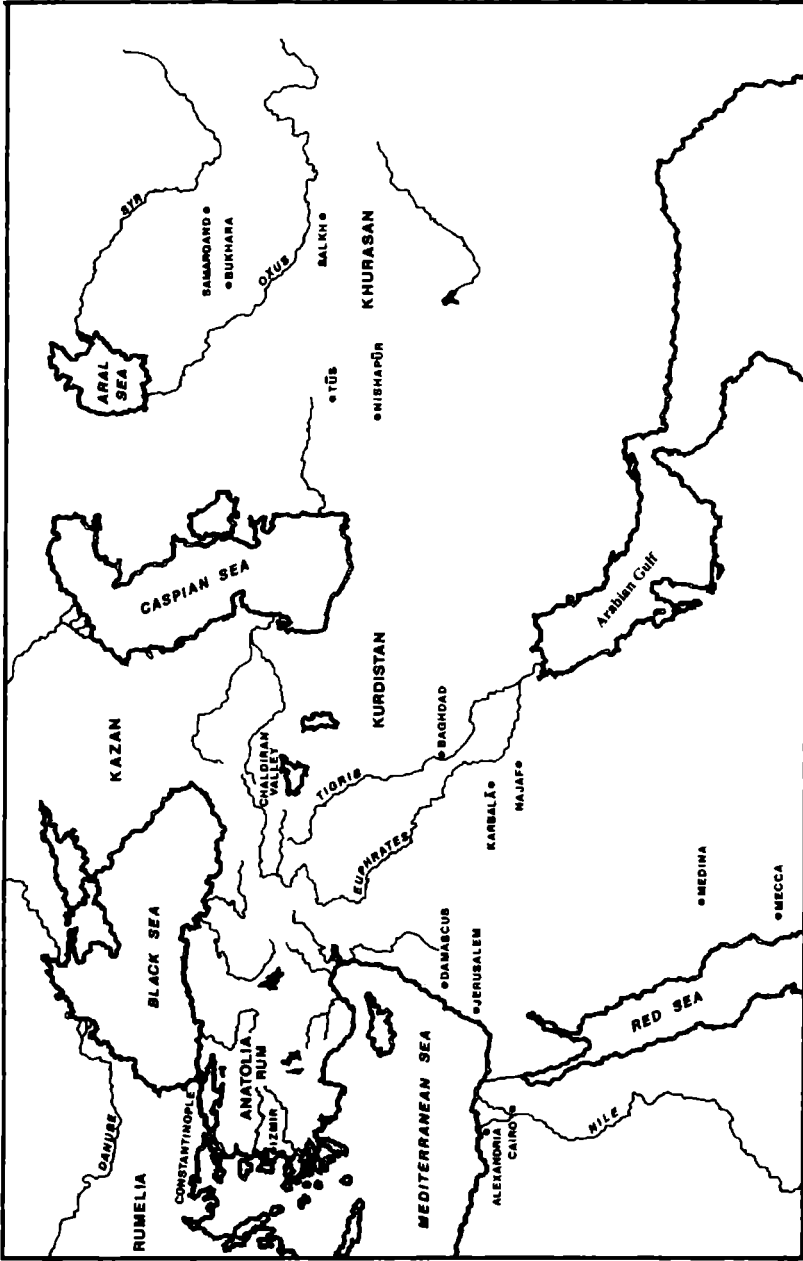 SYR
SAMARQAND
BUKHARA
OXUS
BALKH
KHURASAN
ARAL
SEA
TŪS
NISHAPŪR
CASPIAN SEA
Arabian Gulf
KAZAN
KURDISTAN
CHALDIRAN
VALLEY
TIGRIS
BAGHDAD
EUPHRATES
KARBALĀ
NAJAF
BLACK SEA
DAMASCUS
JERUSALEM
MEDINA
MECCA
RED SEA
DANUBE
CONSTANTINOPLE
ANATOLIA
RUM
IZMIR
MEDITERRANEAN SEA
RUMELIA
ALEXANDRIA
CAIRO
NILE